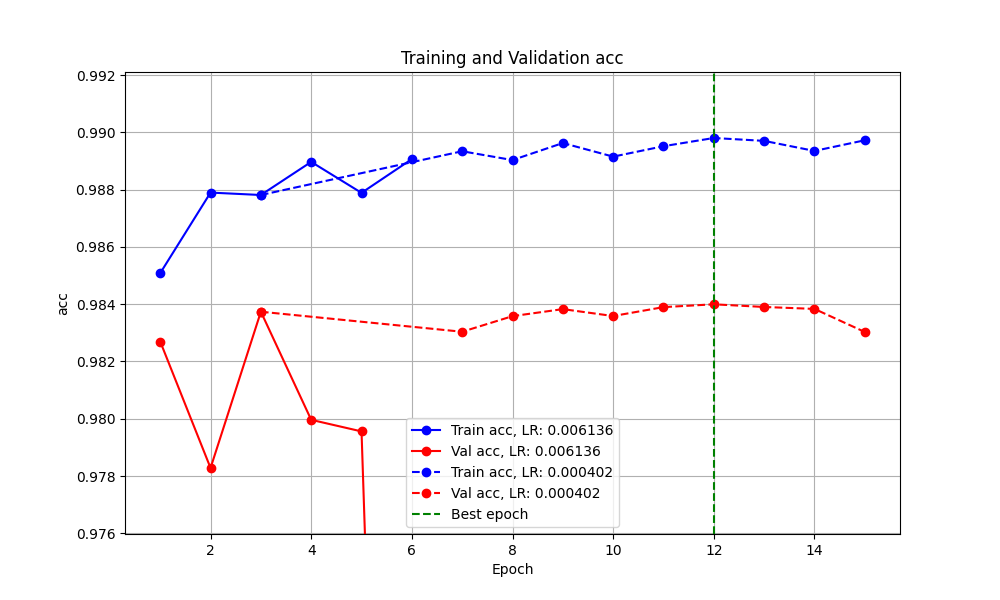 Training and Validation acc
0.992
0.990
0.988
0.986
0.984
0.982
0.980
0.978
0.976
acc
Train acc, LR: 0.006136
Val acc, LR: 0.006136
Train acc, LR: 0.000402
Val acc, LR: 0.000402
Best epoch
2 4 6 8 10 12 14
Epoch